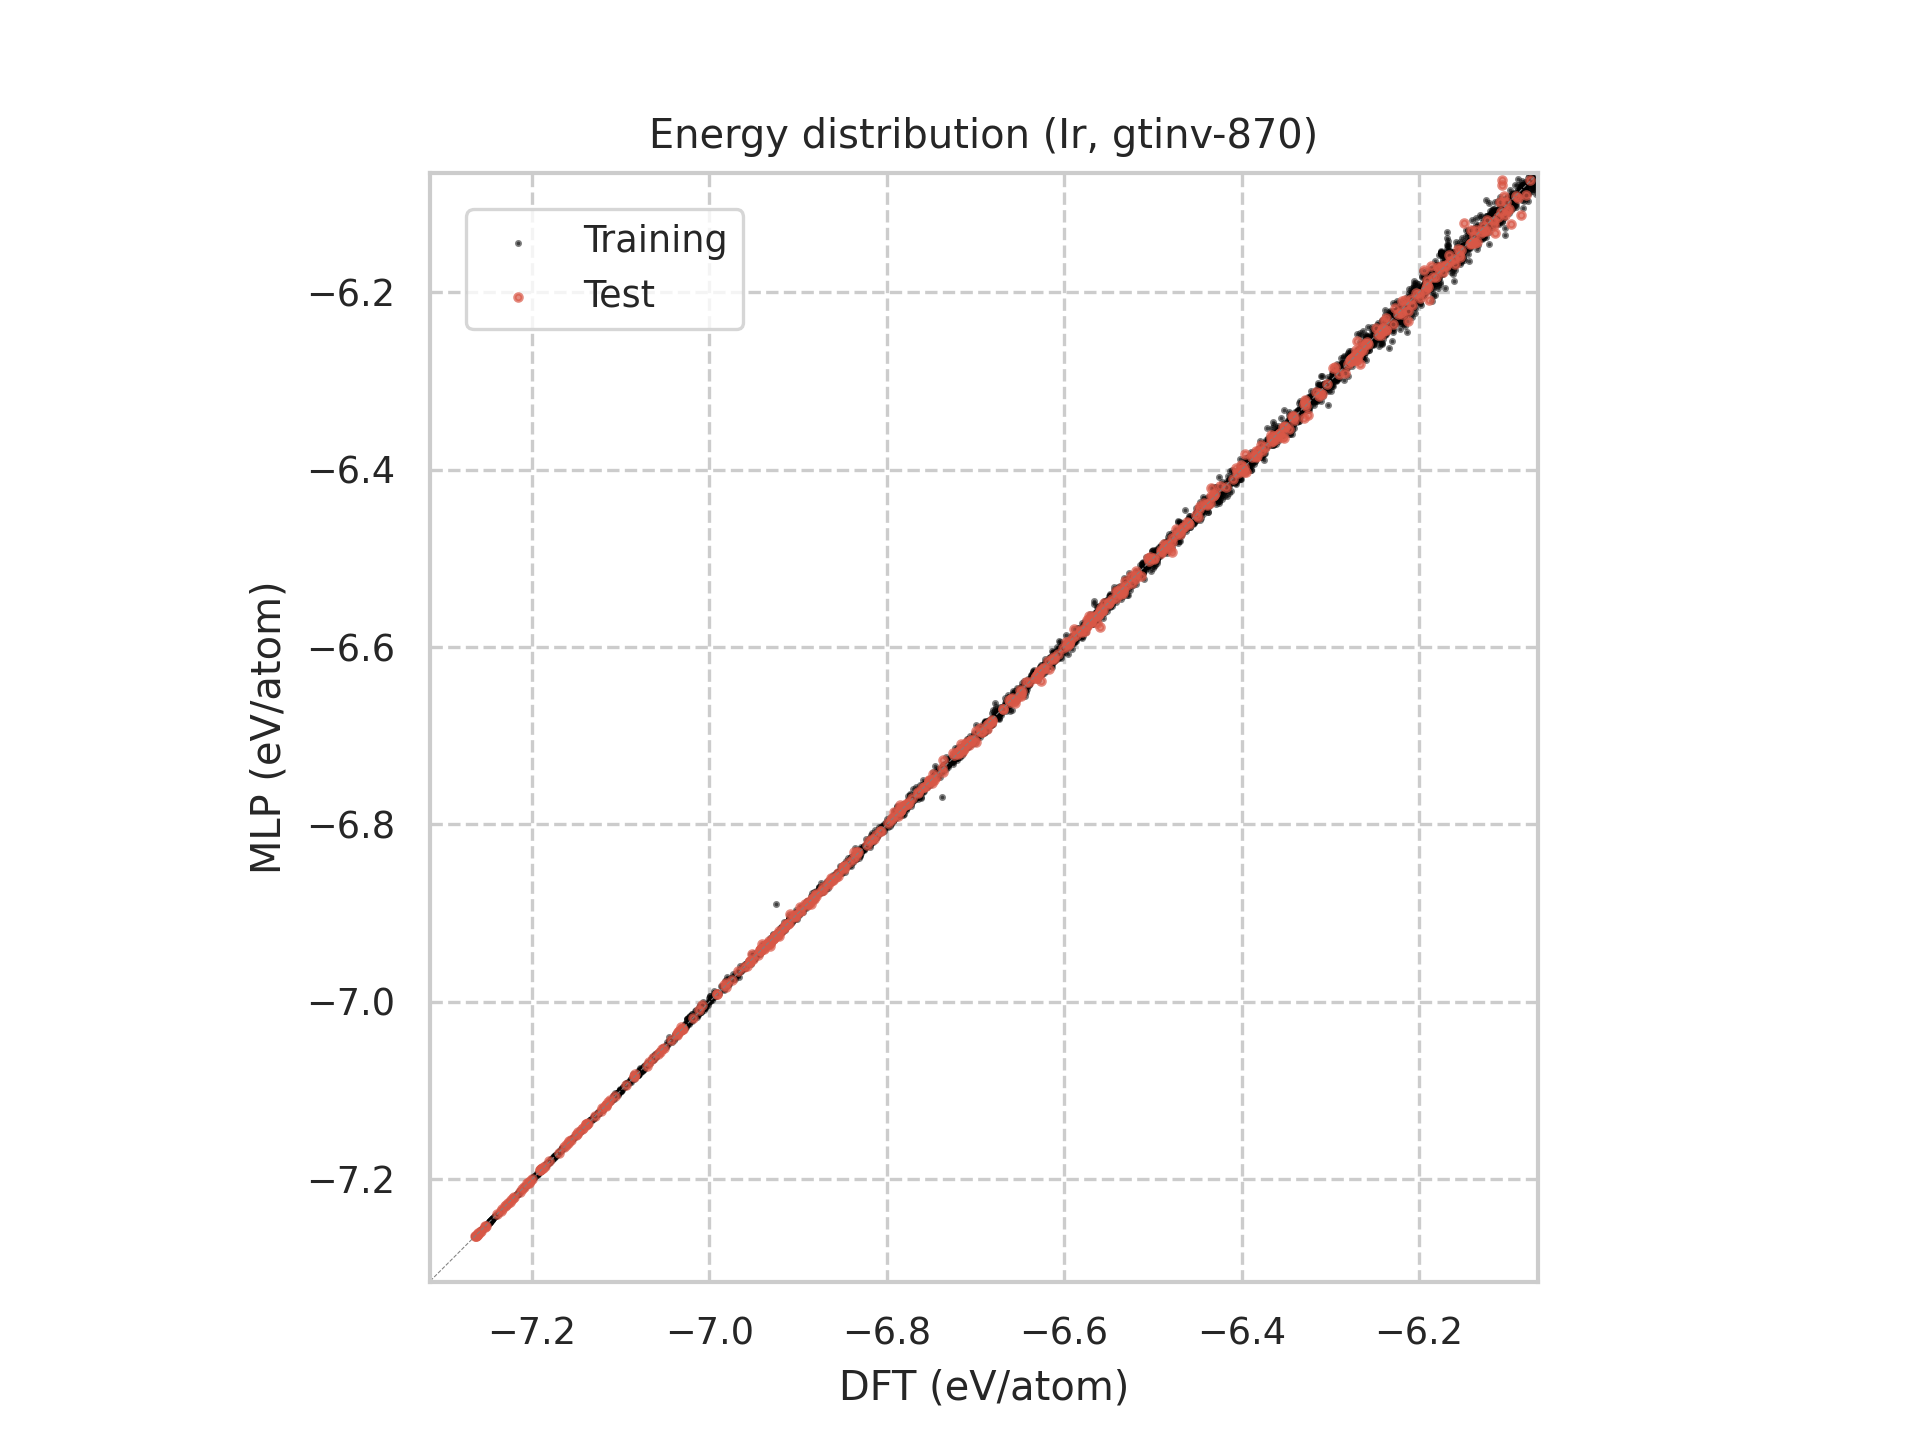 Energy distribution (Ir, gtinv-870)
Training
Test
MLP (eV/atom)
−6.2
−6.4
−6.6
−6.8
−7.0
−7.2
−7.2 −7.0 −6.8 −6.6 −6.4 −6.2
DFT (eV/atom)